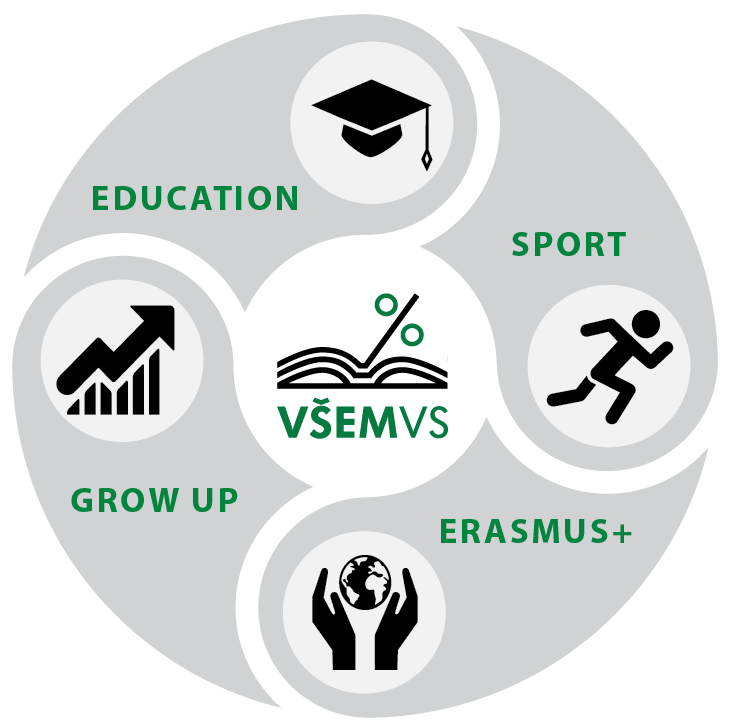 EDUCATION
SPORT
%
VŠEMVS
GROW UP
ERASMUS+